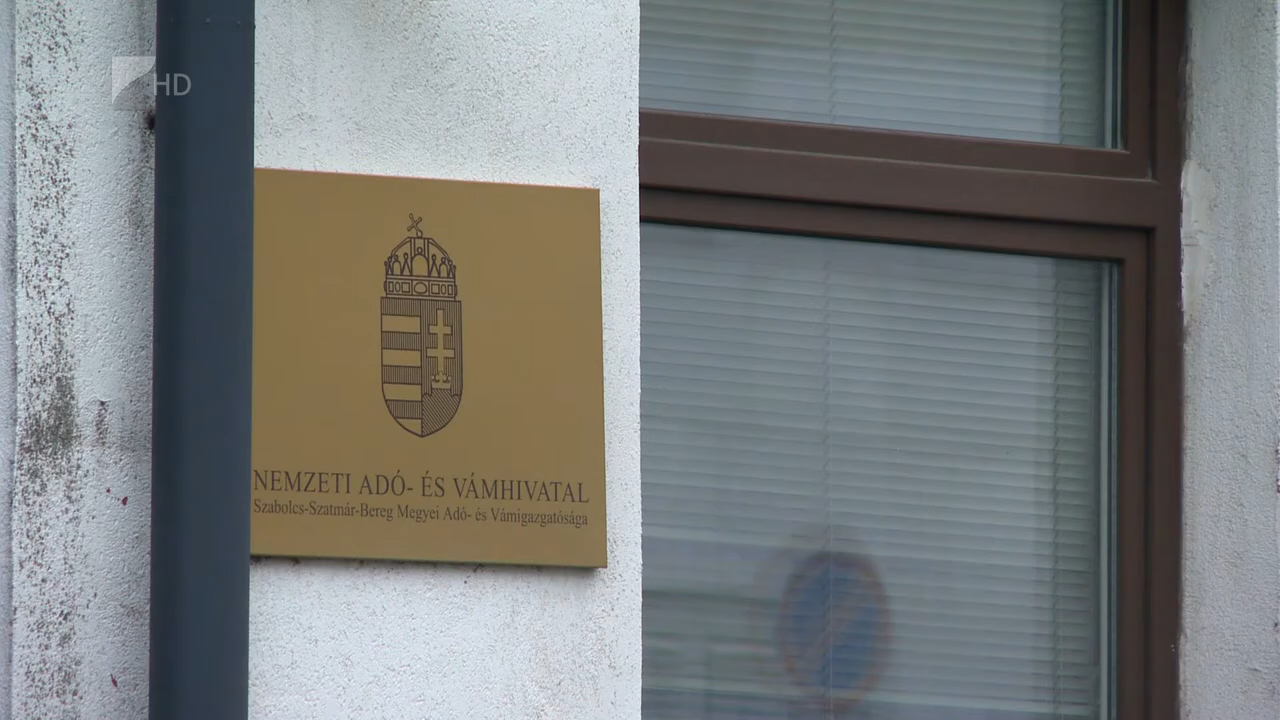 HD
NEMZETI ADÓ- ÉS VÁMHIVATAL
Szabolcs-Szatmár-Bereg Megyei Adó- és Vámigazgatósága